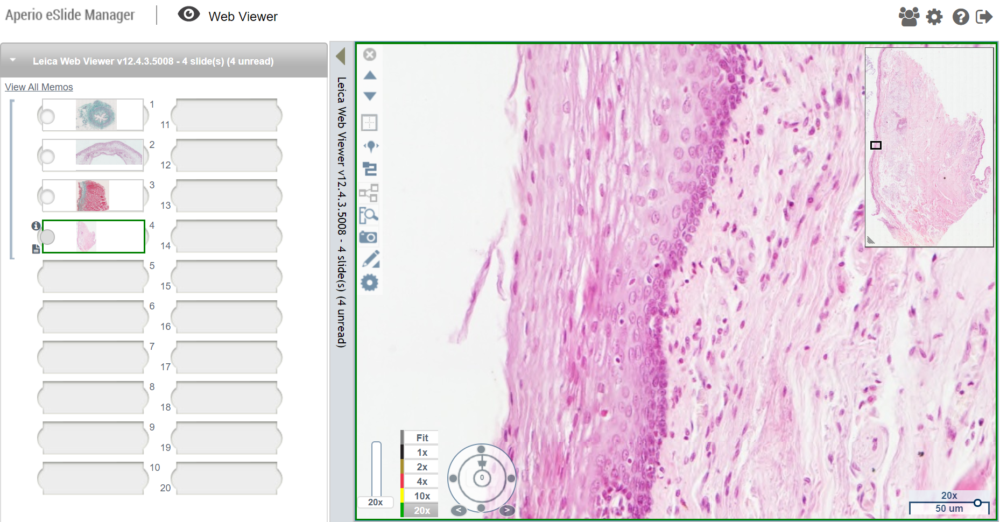 Aperio eSlide Manager
Web Viewer
Leica Web Viewer v12.4.3.5008 - 4 slide(s) (4 unread)
View All Memos
1
11
2
12
3
13
4
14
5
15
6
16
7
17
8
18
9
19
10
20
Leica Web Viewer v12.4.3.5008 - 4 slide(s) (4 unread)
Fit
1x
2x
4x
10x
20x
20x
0
<
>
20x
50 um